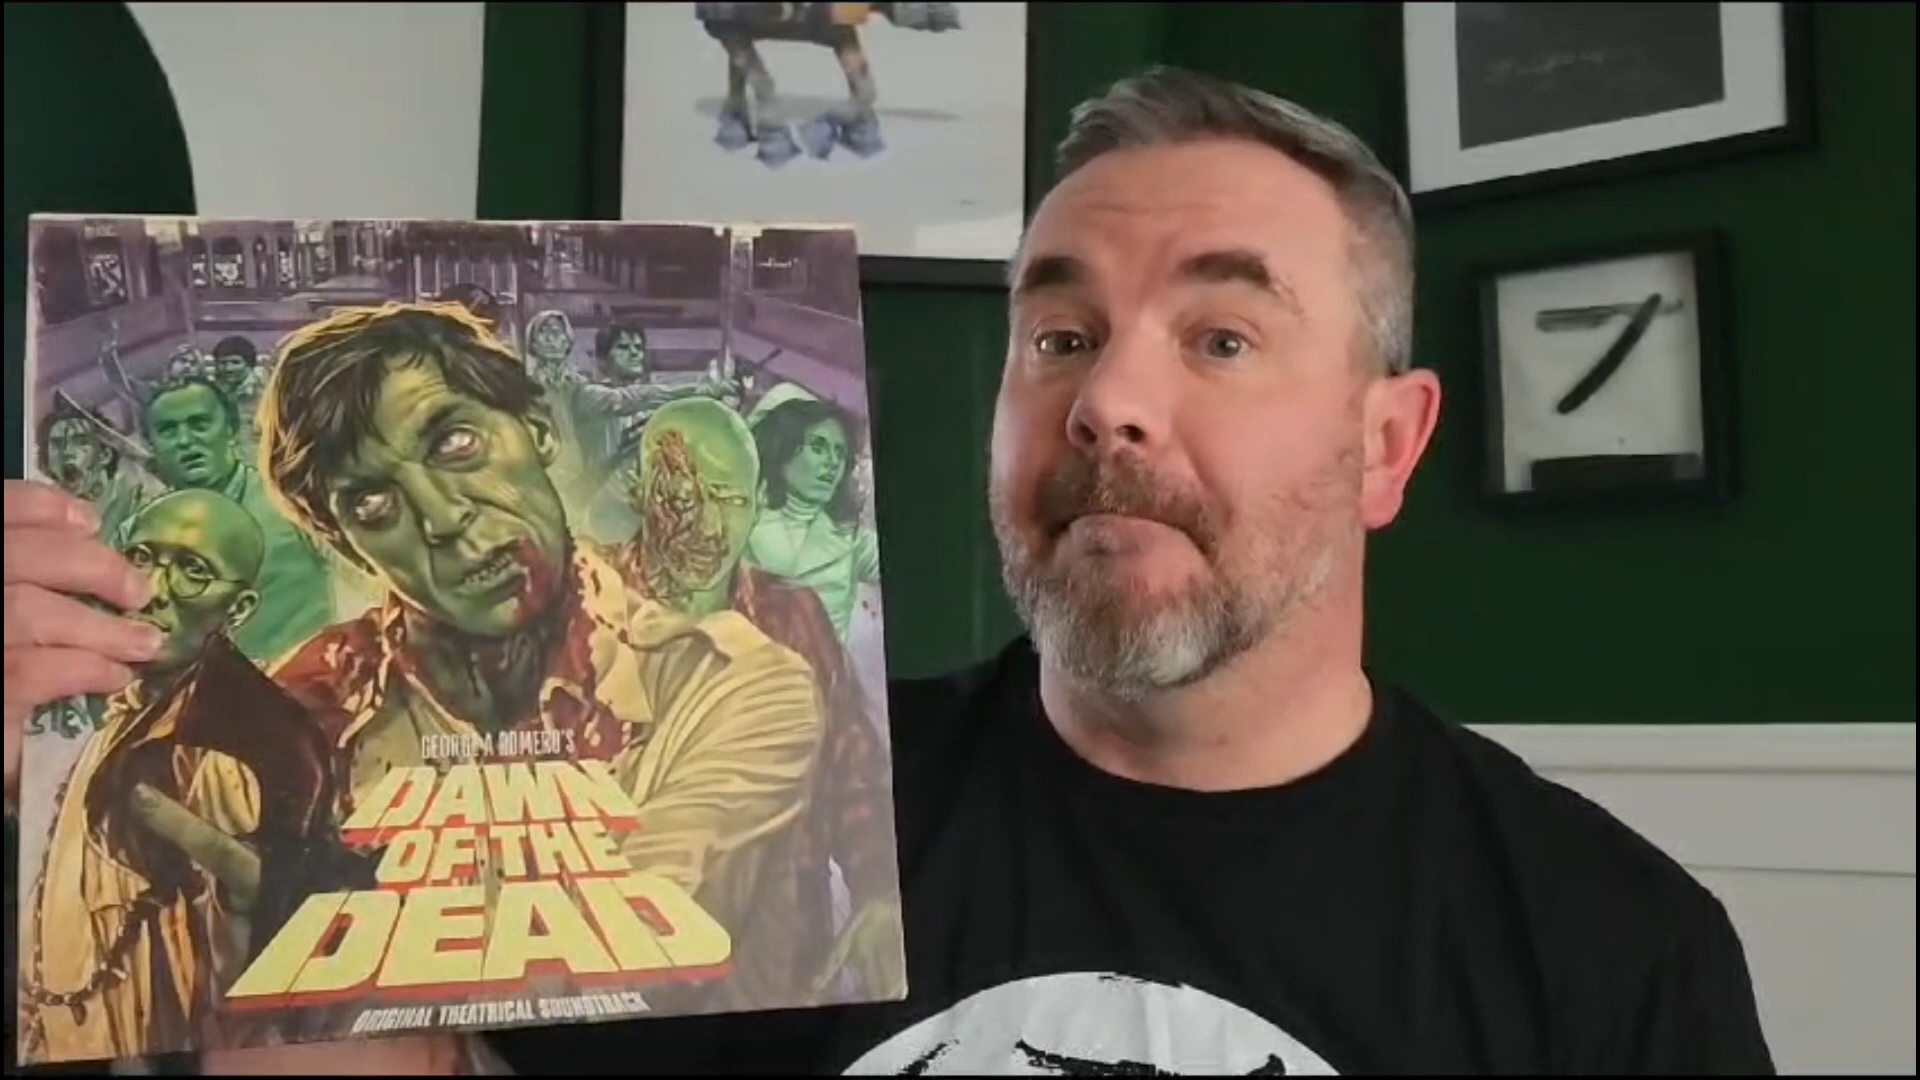 GEORGE A ROMERO'S
DAWN
OF THE
DEAD
ORIGINAL THEATRICAL SOUNDTRACK